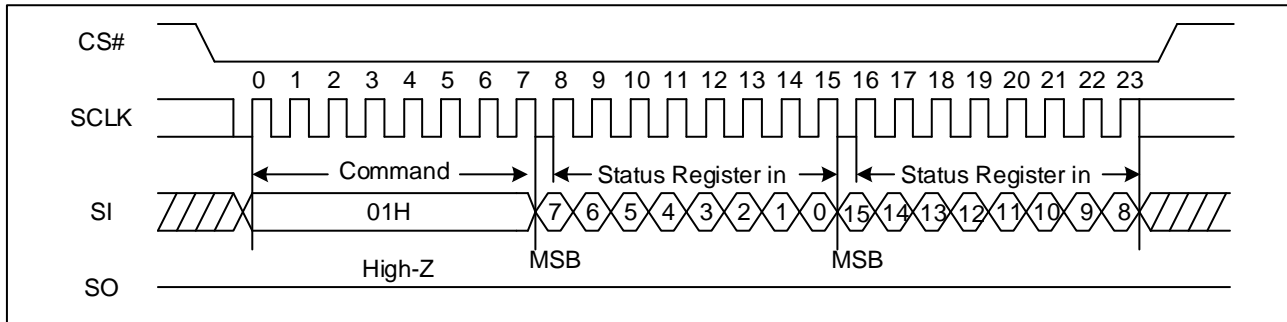 CS#
0 1 2 3 4 5 6 7 8 9 10 11 12 13 14 15 16 17 18 19 20 21 22 23
SCLK
Command Status Register in Status Register in
SI 01H 7 6 5 4 3 2 1 0 15 14 13 12 11 10 9 8
MSB MSB
High-Z
SO